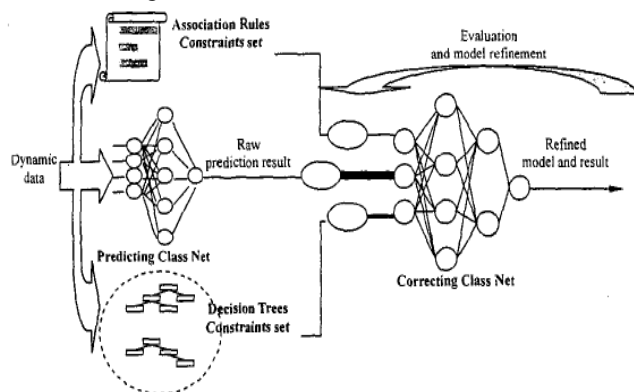 Association Rules
Constraints set
Evaluation
and model refinement
Dynamic
data
Raw
prediction result
Refined
model and result
Predicting Class Net
Correcting Class Net
Decision Trees
Constraints set